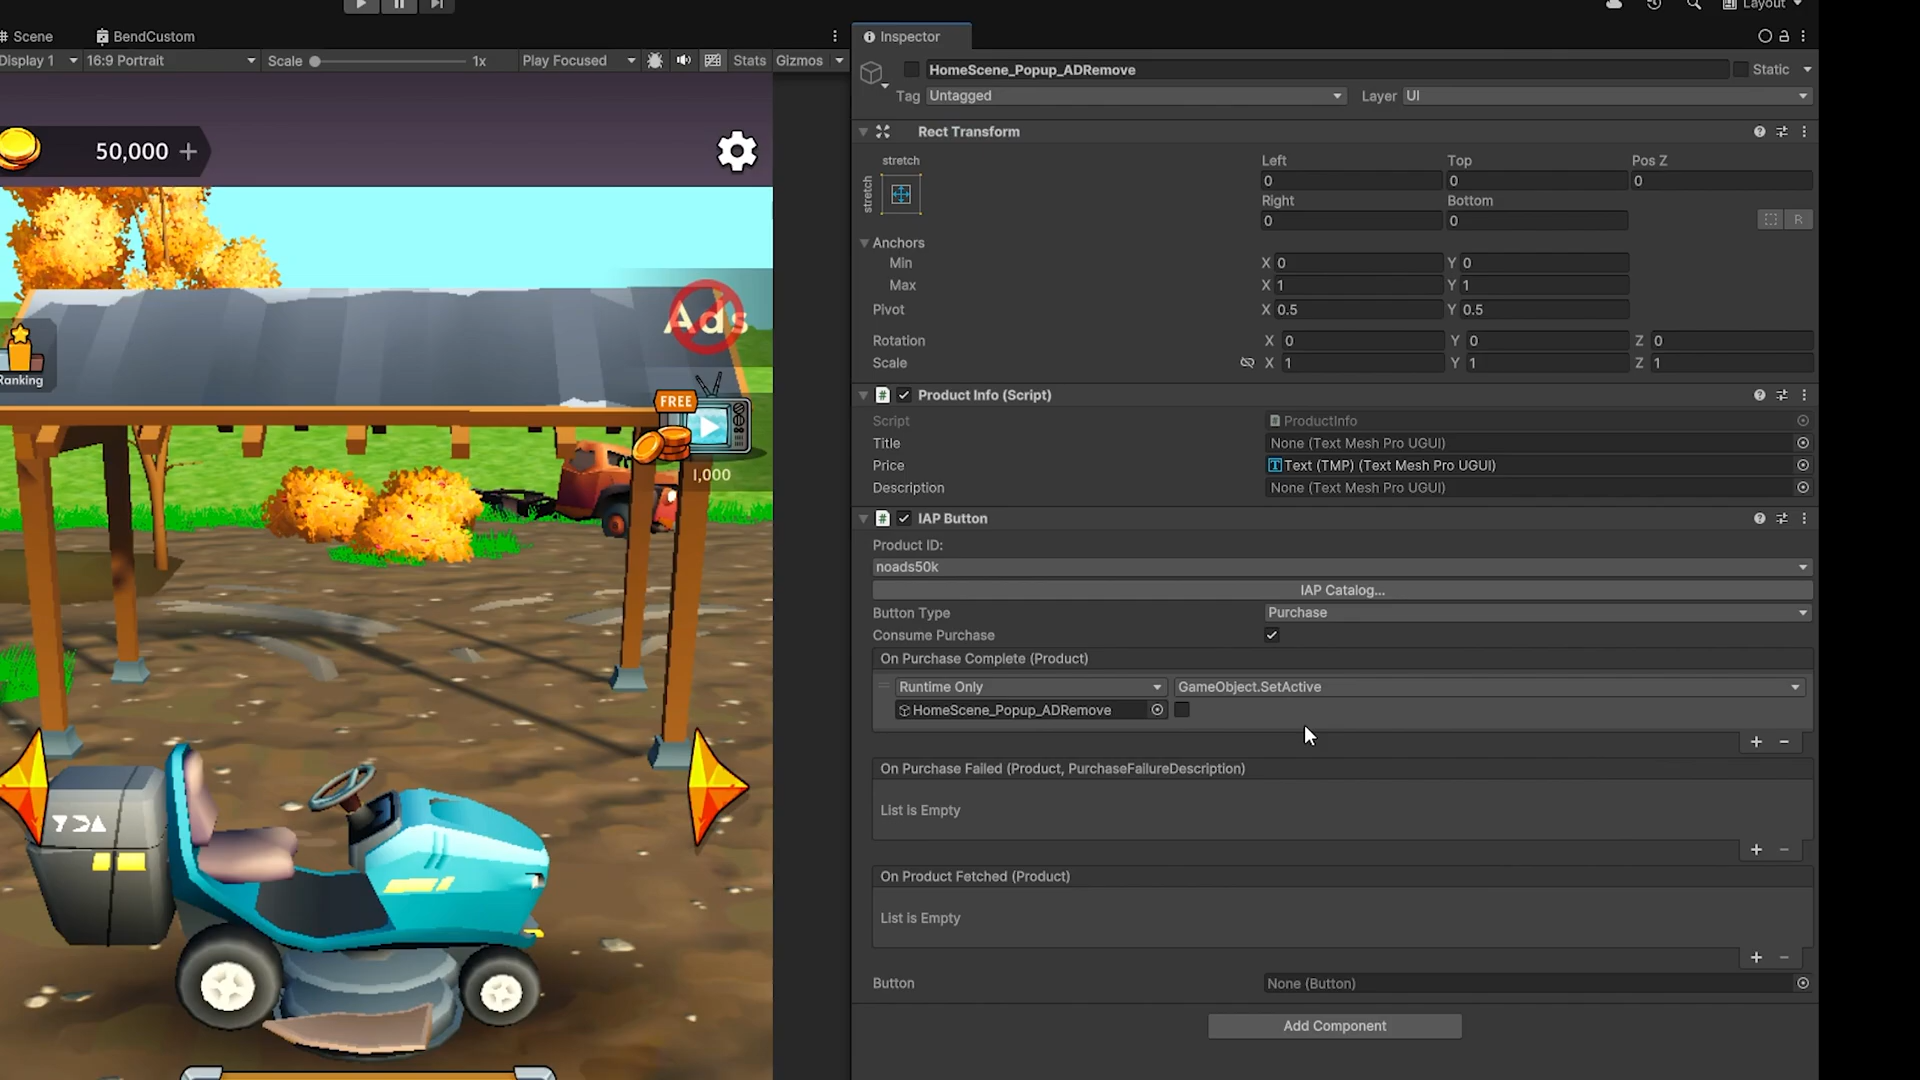 Layout
Scene
BendCustom
Display 1
16:9 Portrait
Scale
1x
Play Focused
Stats
Gizmos
50,000 +
Ads
Ranking
FREE
1,000
Inspector
HomeScene_Popup_ADRemove
Static
Tag
Untagged
Layer
UI
Rect Transform
stretch
stretch
Left
Top
Pos Z
0
0
0
Right
Bottom
0
0
R
Anchors
Min
X 0
Y 0
Max
X 1
Y 1
Pivot
X 0.5
Y 0.5
Rotation
X 0
Y 0
Z 0
Scale
X 1
Y 1
Z 1
# Product Info (Script)
Script
ProductInfo
Title
None (Text Mesh Pro UGUI)
Price
Text (TMP) (Text Mesh Pro UGUI)
Description
None (Text Mesh Pro UGUI)
# IAP Button
Product ID:
noads50k
IAP Catalog...
Button Type
Purchase
Consume Purchase
On Purchase Complete (Product)
Runtime Only
GameObject.SetActive
HomeScene_Popup_ADRemove
On Purchase Failed (Product, PurchaseFailureDescription)
List is Empty
On Product Fetched (Product)
List is Empty
Button
None (Button)
Add Component